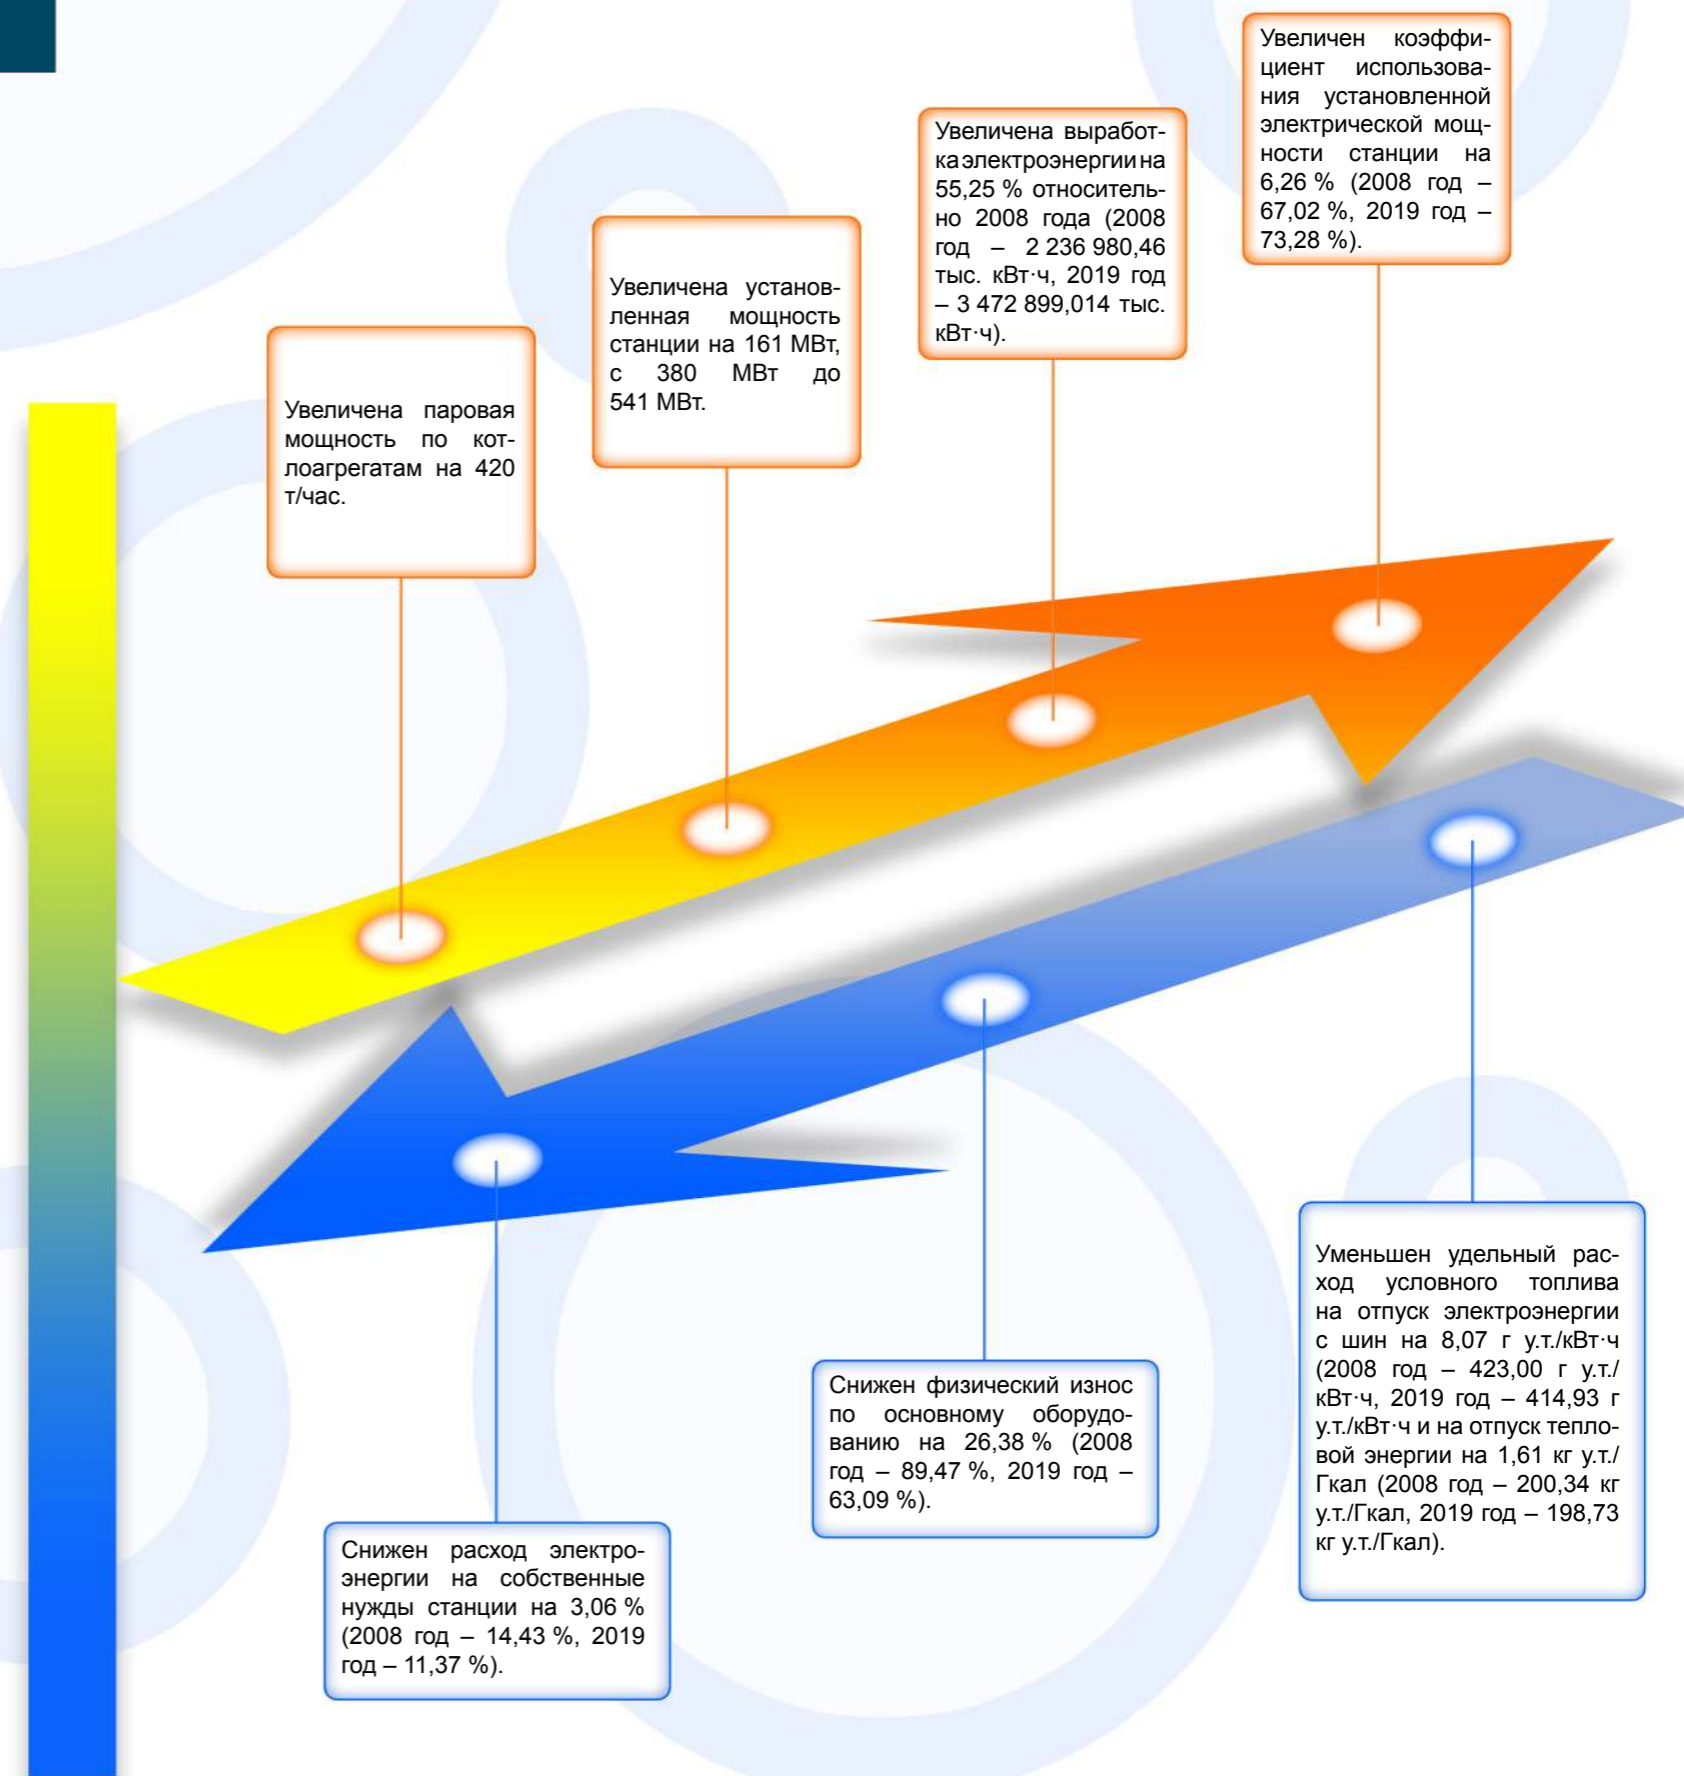 Увеличен коэффи-
циент использова-
ния установленной
электрической мощ-
ности станции на
6,26 % (2008 год –
67,02 %, 2019 год –
73,28 %).
Увеличена выработ-
ка электроэнергии на
55,25 % относитель-
но 2008 года (2008
год – 2 236 980,46
тыс. кВт·ч, 2019 год
– 3 472 899,014 тыс.
кВт·ч).
Увеличена установ-
ленная мощность
станции на 161 МВт,
с 380 МВт до
541 МВт.
Увеличена паровая
мощность по кот-
лоагрегатам на 420
т/час.
Уменьшен удельный рас-
ход условного топлива
на отпуск электроэнергии
с шин на 8,07 г у.т./кВт·ч
(2008 год – 423,00 г у.т./
кВт·ч, 2019 год – 414,93 г
у.т./кВт·ч и на отпуск тепло-
вой энергии на 1,61 кг у.т./
Гкал (2008 год – 200,34 кг
у.т./Гкал, 2019 год – 198,73
кг у.т./Гкал).
Снижен физический износ
по основному оборудо-
ванию на 26,38 % (2008
год – 89,47 %, 2019 год –
63,09 %).
Снижен расход электро-
энергии на собственные
нужды станции на 3,06 %
(2008 год – 14,43 %, 2019
год – 11,37 %).